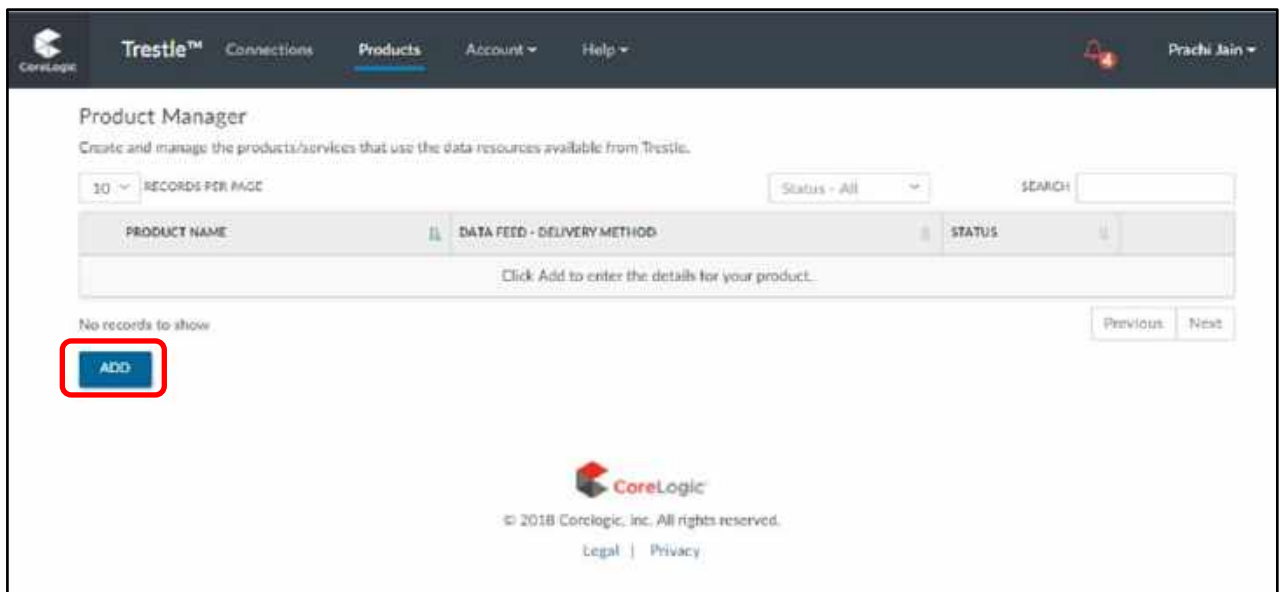 CoreLogic Trestle™ Connections Products Account Help 4 Prachi Jain
Product Manager
Create and manage the products/services that use the data resources available from Trestle.
10 RECORDS PER PAGE Status - All SEARCH
PRODUCT NAME DATA FEED - DELIVERY METHOD STATUS
Click Add to enter the details for your product.
No records to show Previous Next
ADD
CoreLogic
© 2018 Corelogic, Inc. All rights reserved.
Legal | Privacy